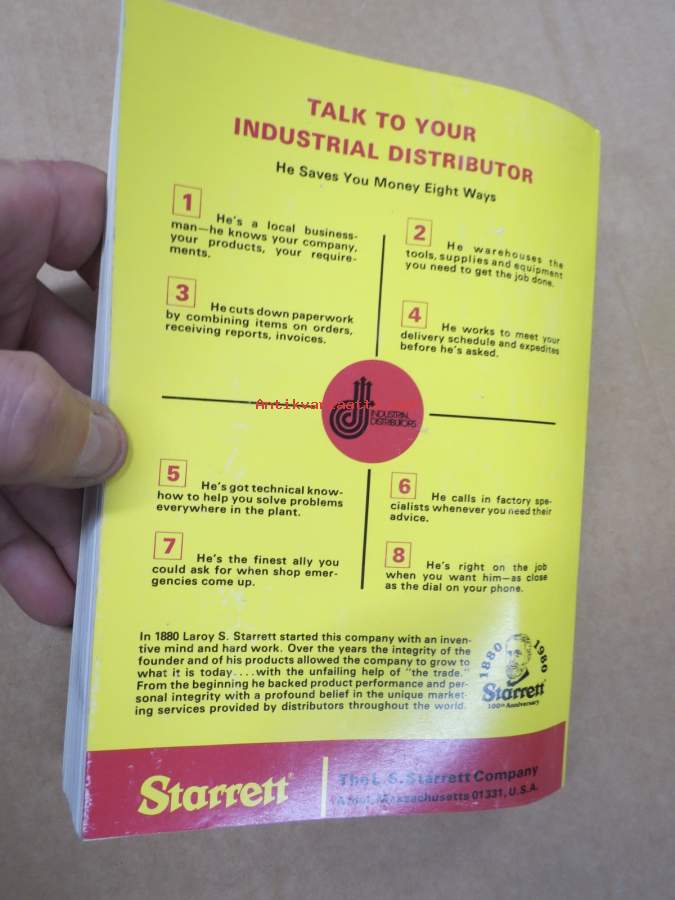 TALK TO YOUR
INDUSTRIAL DISTRIBUTOR
He Saves You Money Eight Ways
1
He's a local business-
man—he knows your company,
your products, your require-
ments.
2
He warehouses the
tools, supplies and equipment
you need to get the job done.
3
He cuts down paperwork
by combining items on orders,
receiving reports, invoices.
4
He works to meet your
delivery schedule and expedites
before he's asked.
Antikvariaatti.net
INDUSTRIAL
DISTRIBUTORS
5
He's got technical know-
how to help you solve problems
everywhere in the plant.
6
He calls in factory spe-
cialists whenever you need their
advice.
7
He's the finest ally you
could ask for when shop emer-
gencies come up.
8
He's right on the job
when you want him—as close
as the dial on your phone.
In 1880 Laroy S. Starrett started this company with an inven-
tive mind and hard work. Over the years the integrity of the
founder and of his products allowed the company to grow to
what it is today....with the unfailing help of "the trade."
From the beginning he backed product performance and per-
sonal integrity with a profound belief in the unique market-
ing services provided by distributors throughout the world.
1880 1980
Starrett
100th Anniversary
Starrett
The L.S. Starrett Company
Athol, Massachusetts 01331, U.S.A.